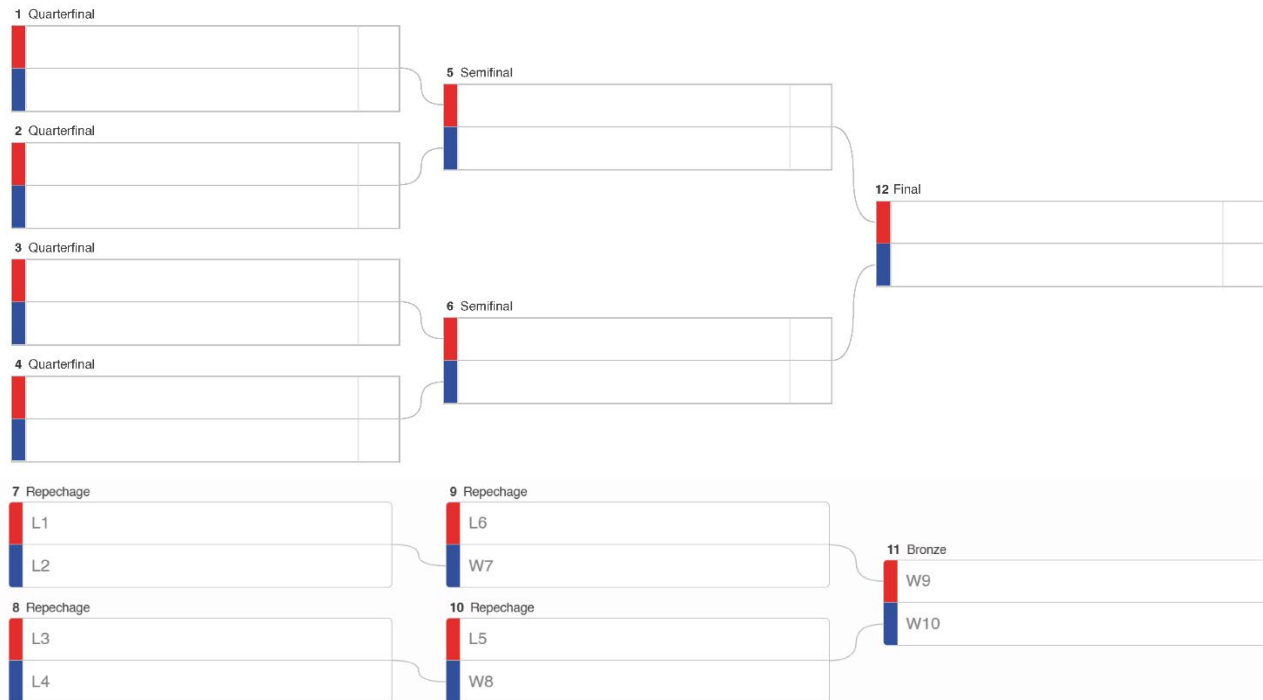 1 Quarterfinal
5 Semifinal
2 Quarterfinal
12 Final
3 Quarterfinal
6 Semifinal
4 Quarterfinal
7 Repechage
L1
L2
9 Repechage
L6
W7
11 Bronze
W9
W10
8 Repechage
L3
L4
10 Repechage
L5
W8